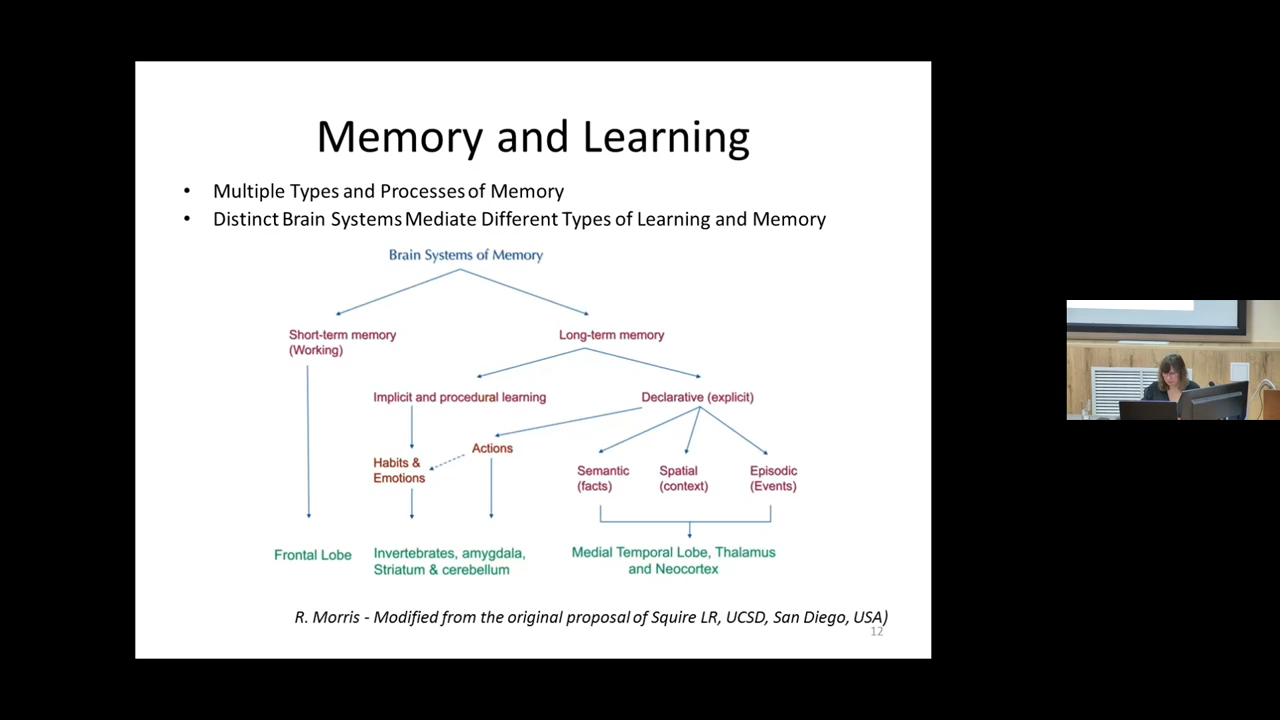 Memory and Learning
• Multiple Types and Processes of Memory
• Distinct Brain Systems Mediate Different Types of Learning and Memory
Brain Systems of Memory
Short-term memory
(Working)
Long-term memory
Implicit and procedural learning
Declarative (explicit)
Actions
Habits &
Emotions
Semantic
(facts)
Spatial
(context)
Episodic
(Events)
Frontal Lobe
Invertebrates, amygdala,
Striatum & cerebellum
Medial Temporal Lobe, Thalamus
and Neocortex
R. Morris - Modified from the original proposal of Squire LR, UCSD, San Diego, USA)
12